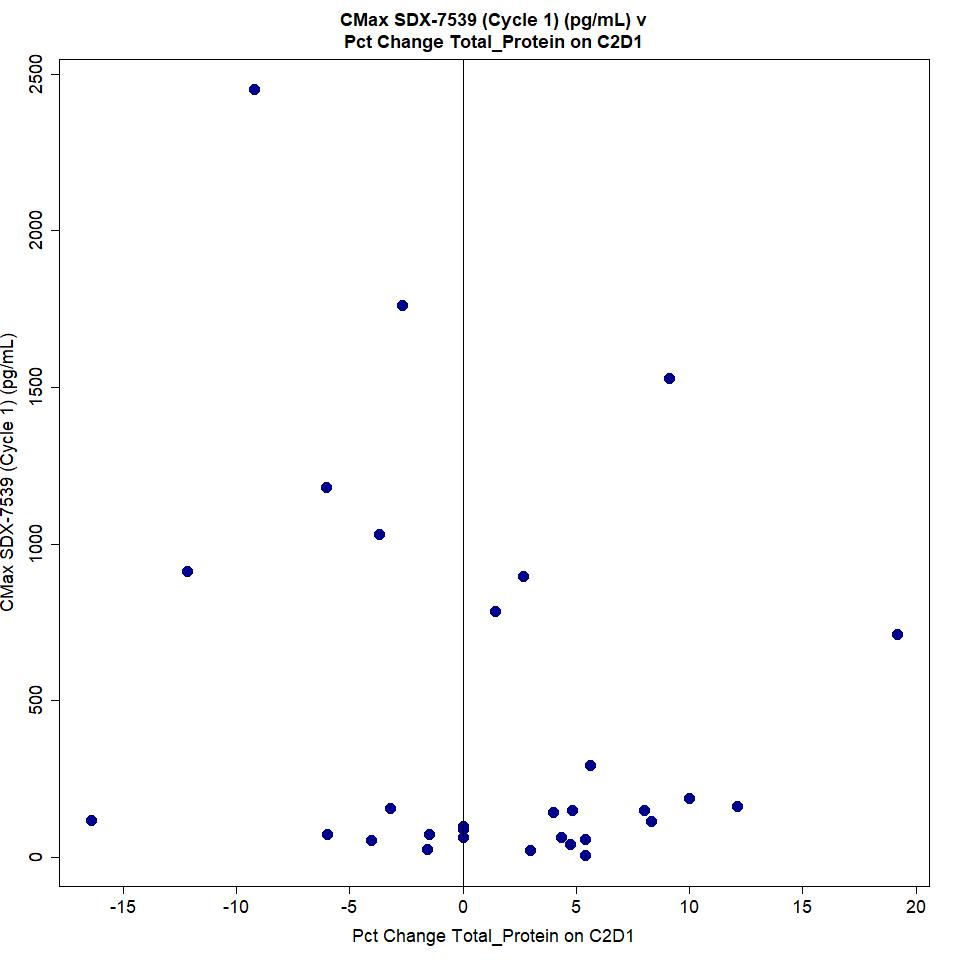 CMax SDX-7539 (Cycle 1) (pg/mL) v
Pct Change Total_Protein on C2D1
CMax SDX-7539 (Cycle 1) (pg/mL)
2500
2000
1500
1000
500
0
-15 -10 -5 0 5 10 15 20
Pct Change Total_Protein on C2D1